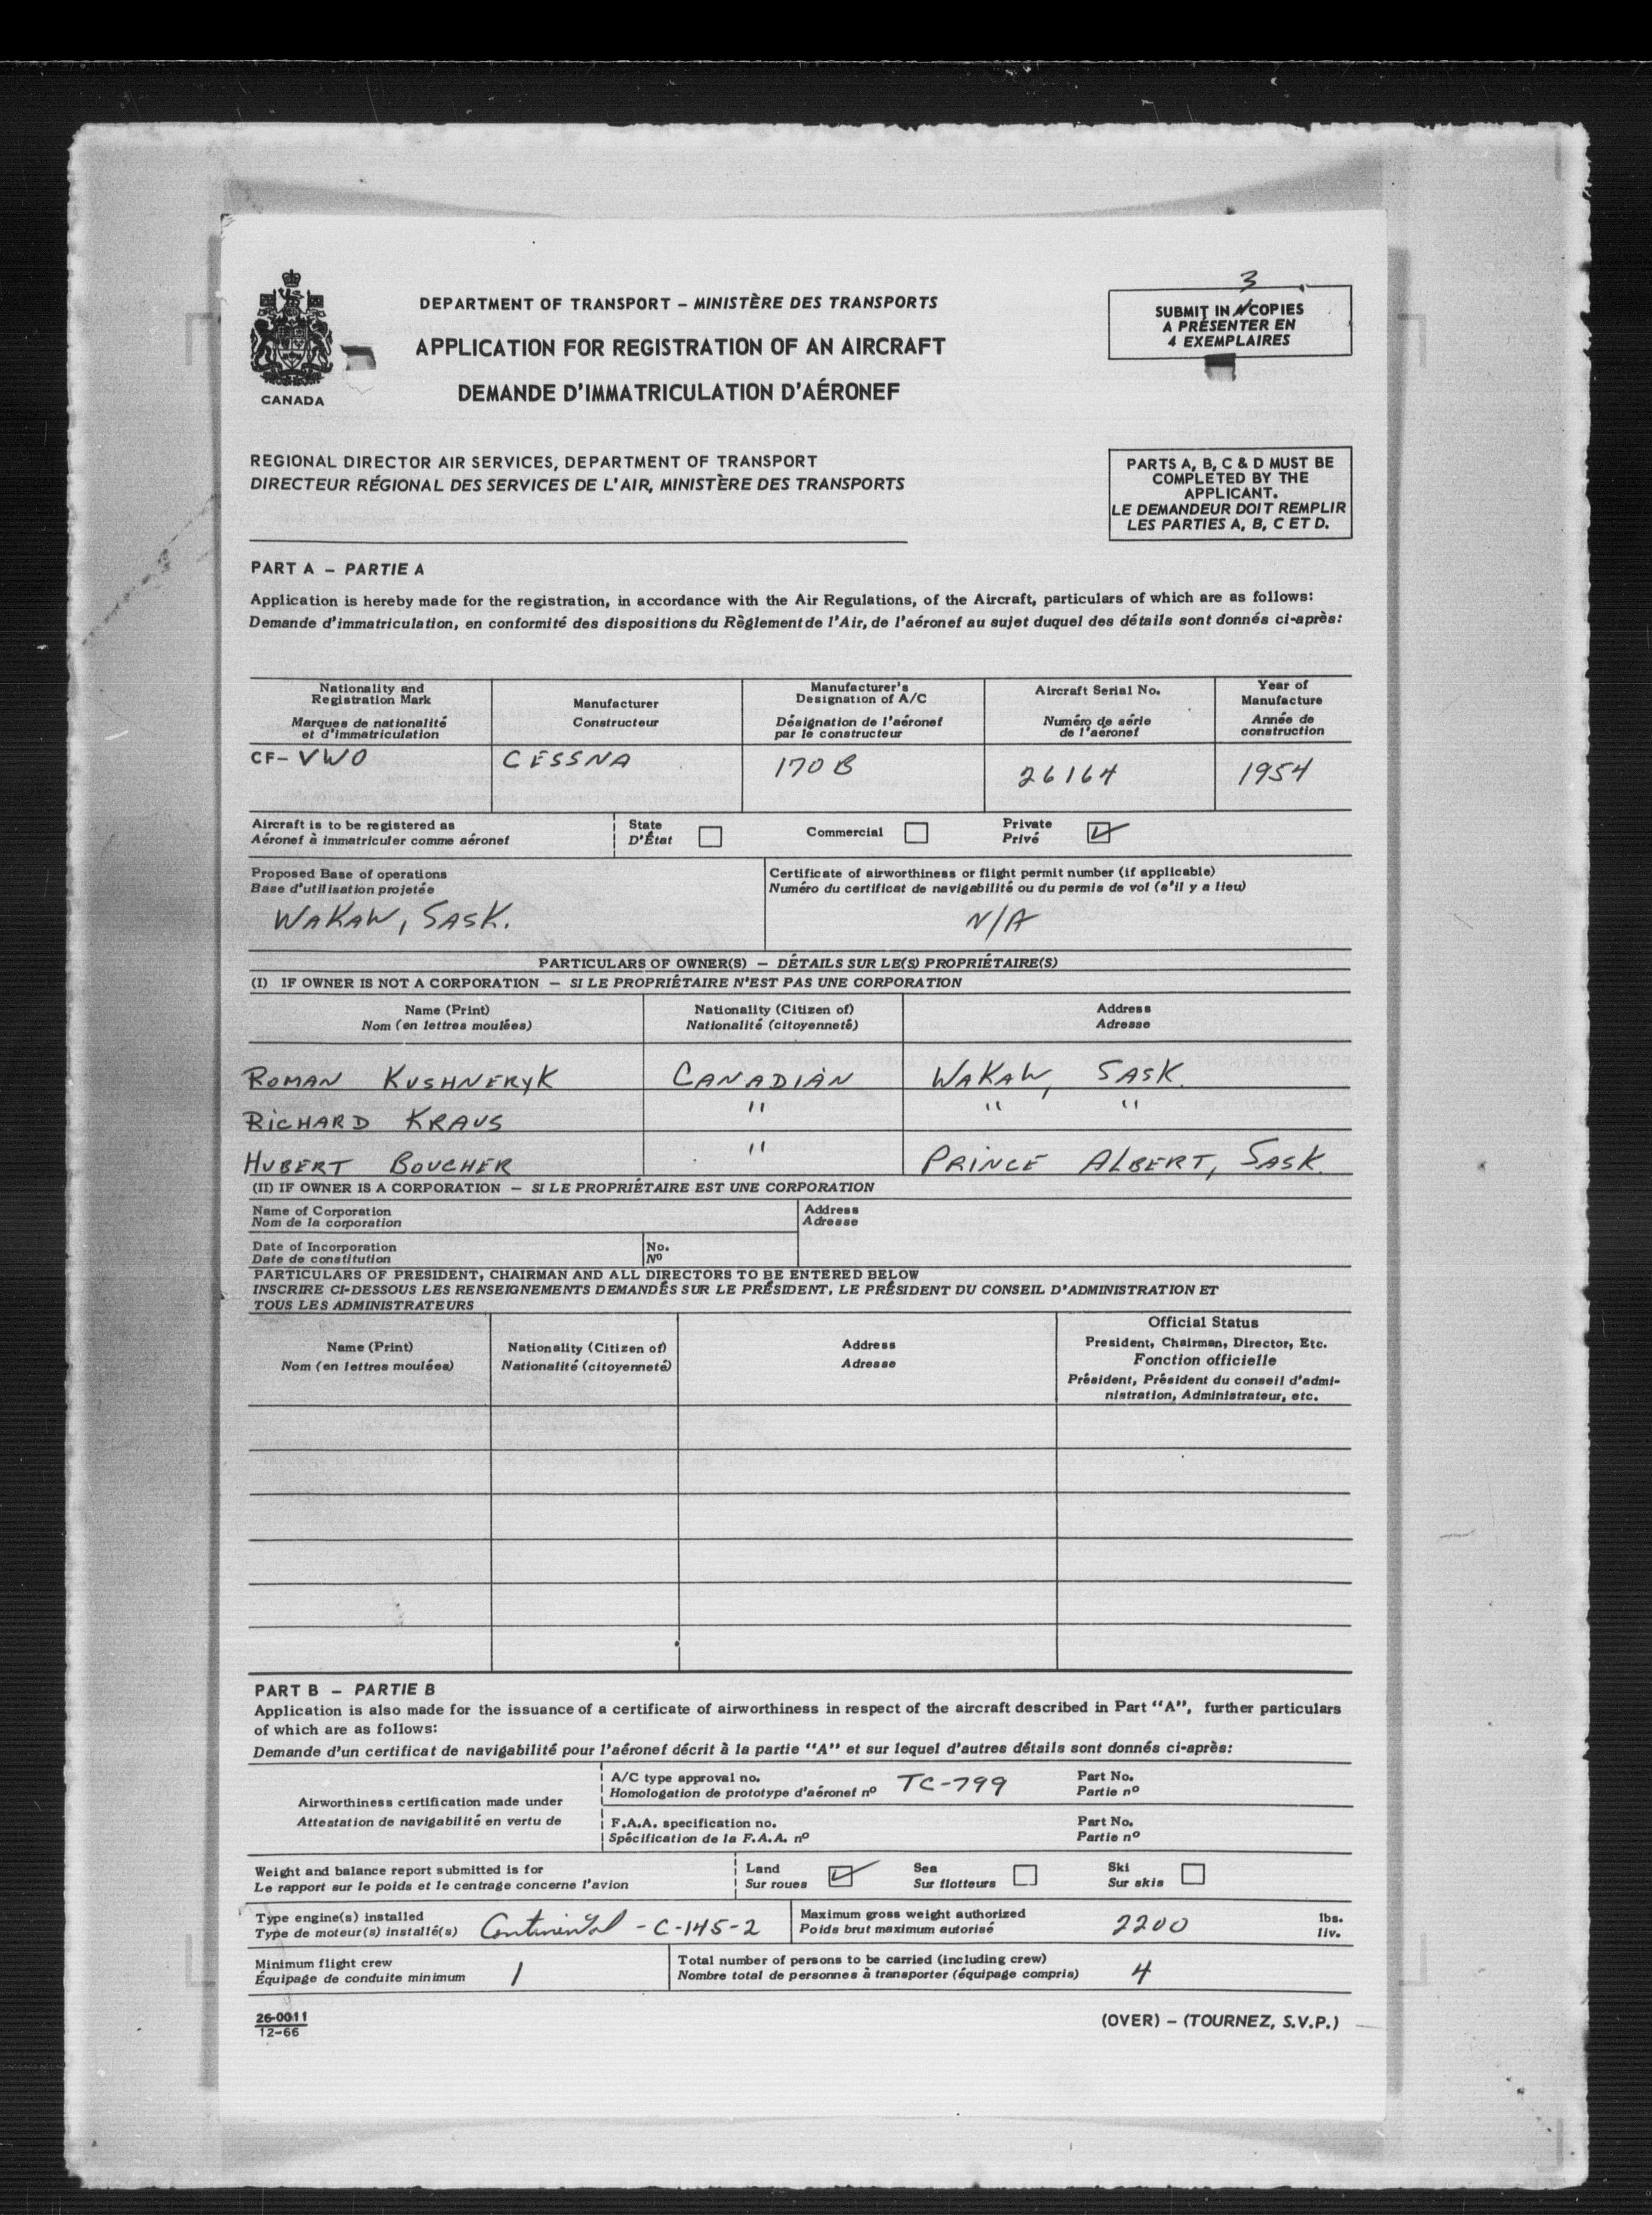 CANADA
DEPARTMENT OF TRANSPORT – MINISTÈRE DES TRANSPORTS
APPLICATION FOR REGISTRATION OF AN AIRCRAFT
DEMANDE D'IMMATRICULATION D'AÉRONEF
3
SUBMIT IN COPIES
A PRÉSENTER EN
4 EXEMPLAIRES
REGIONAL DIRECTOR AIR SERVICES, DEPARTMENT OF TRANSPORT
DIRECTEUR RÉGIONAL DES SERVICES DE L'AIR, MINISTÈRE DES TRANSPORTS
PARTS A, B, C & D MUST BE
COMPLETED BY THE
APPLICANT.
LE DEMANDEUR DOIT REMPLIR
LES PARTIES A, B, C ET D.
PART A – PARTIE A
Application is hereby made for the registration, in accordance with the Air Regulations, of the Aircraft, particulars of which are as follows:
Demande d'immatriculation, en conformité des dispositions du Règlement de l'Air, de l'aéronef au sujet duquel des détails sont donnés ci-après:
Nationality and
Registration Mark
Marques de nationalité
et d'immatriculation
Manufacturer
Constructeur
Manufacturer's
Designation of A/C
Désignation de l'aéronef
par le constructeur
Aircraft Serial No.
Numéro de série
de l'aéronef
Year of
Manufacture
Année de
construction
CF- VWO CESSNA 170 B 26164 1954
Aircraft is to be registered as
Aéronef à immatriculer comme aéronef
State
D'État
Commercial
Private
Privé
Proposed Base of operations
Base d'utilisation projetée
WAKAW, SASK.
Certificate of airworthiness or flight permit number (if applicable)
Numéro du certificat de navigabilité ou du permis de vol (s'il y a lieu)
N/A
PARTICULARS OF OWNER(S) — DÉTAILS SUR LE(S) PROPRIÉTAIRE(S)
(I) IF OWNER IS NOT A CORPORATION — SI LE PROPRIÉTAIRE N'EST PAS UNE CORPORATION
Name (Print)
Nom (en lettres moulées)
Nationality (Citizen of)
Nationalité (citoyenneté)
Address
Adresse
ROMAN KUSHNERYK CANADIAN WAKAW, SASK.
RICHARD KRAUS " " "
HUBERT BOUCHER " PRINCE ALBERT, SASK.
(II) IF OWNER IS A CORPORATION — SI LE PROPRIÉTAIRE EST UNE CORPORATION
Name of Corporation
Nom de la corporation
Address
Adresse
Date of Incorporation
Date de constitution
No.
Nº
PARTICULARS OF PRESIDENT, CHAIRMAN AND ALL DIRECTORS TO BE ENTERED BELOW
INSCRIRE CI-DESSOUS LES RENSEIGNEMENTS DEMANDÉS SUR LE PRÉSIDENT, LE PRÉSIDENT DU CONSEIL D'ADMINISTRATION ET
TOUS LES ADMINISTRATEURS
Name (Print)
Nom (en lettres moulées)
Nationality (Citizen of)
Nationalité (citoyenneté)
Address
Adresse
Official Status
President, Chairman, Director, Etc.
Fonction officielle
Président, Président du conseil d'admi-
nistration, Administrateur, etc.
PART B – PARTIE B
Application is also made for the issuance of a certificate of airworthiness in respect of the aircraft described in Part "A", further particulars
of which are as follows:
Demande d'un certificat de navigabilité pour l'aéronef décrit à la partie "A" et sur lequel d'autres détails sont donnés ci-après:
Airworthiness certification made under
Attestation de navigabilité en vertu de
A/C type approval no.
Homologation de prototype d'aéronef nº
TC-799
Part No.
Partie nº
F.A.A. specification no.
Spécification de la F.A.A. nº
Part No.
Partie nº
Weight and balance report submitted is for
Le rapport sur le poids et le centrage concerne l'avion
Land
Sur roues
Sea
Sur flotteurs
Ski
Sur skis
Type engine(s) installed
Type de moteur(s) installé(s)
Continental - C-145-2
Maximum gross weight authorized
Poids brut maximum autorisé
2200
lbs.
liv.
Minimum flight crew
Équipage de conduite minimum
1
Total number of persons to be carried (including crew)
Nombre total de personnes à transporter (équipage compris)
4
26-0011
12-66
(OVER) – (TOURNEZ, S.V.P.)